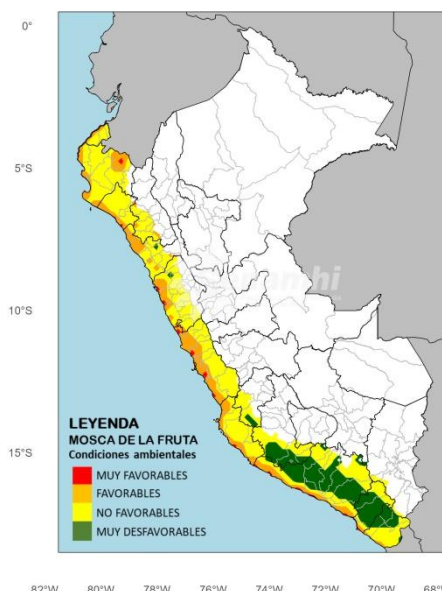 0°
5°S
10°S
15°S
senamhi
LEYENDA
MOSCA DE LA FRUTA
Condiciones ambientales
MUY FAVORABLES
FAVORABLES
NO FAVORABLES
MUY DESFAVORABLES
82°W 80°W 78°W 76°W 74°W 72°W 70°W 68°W